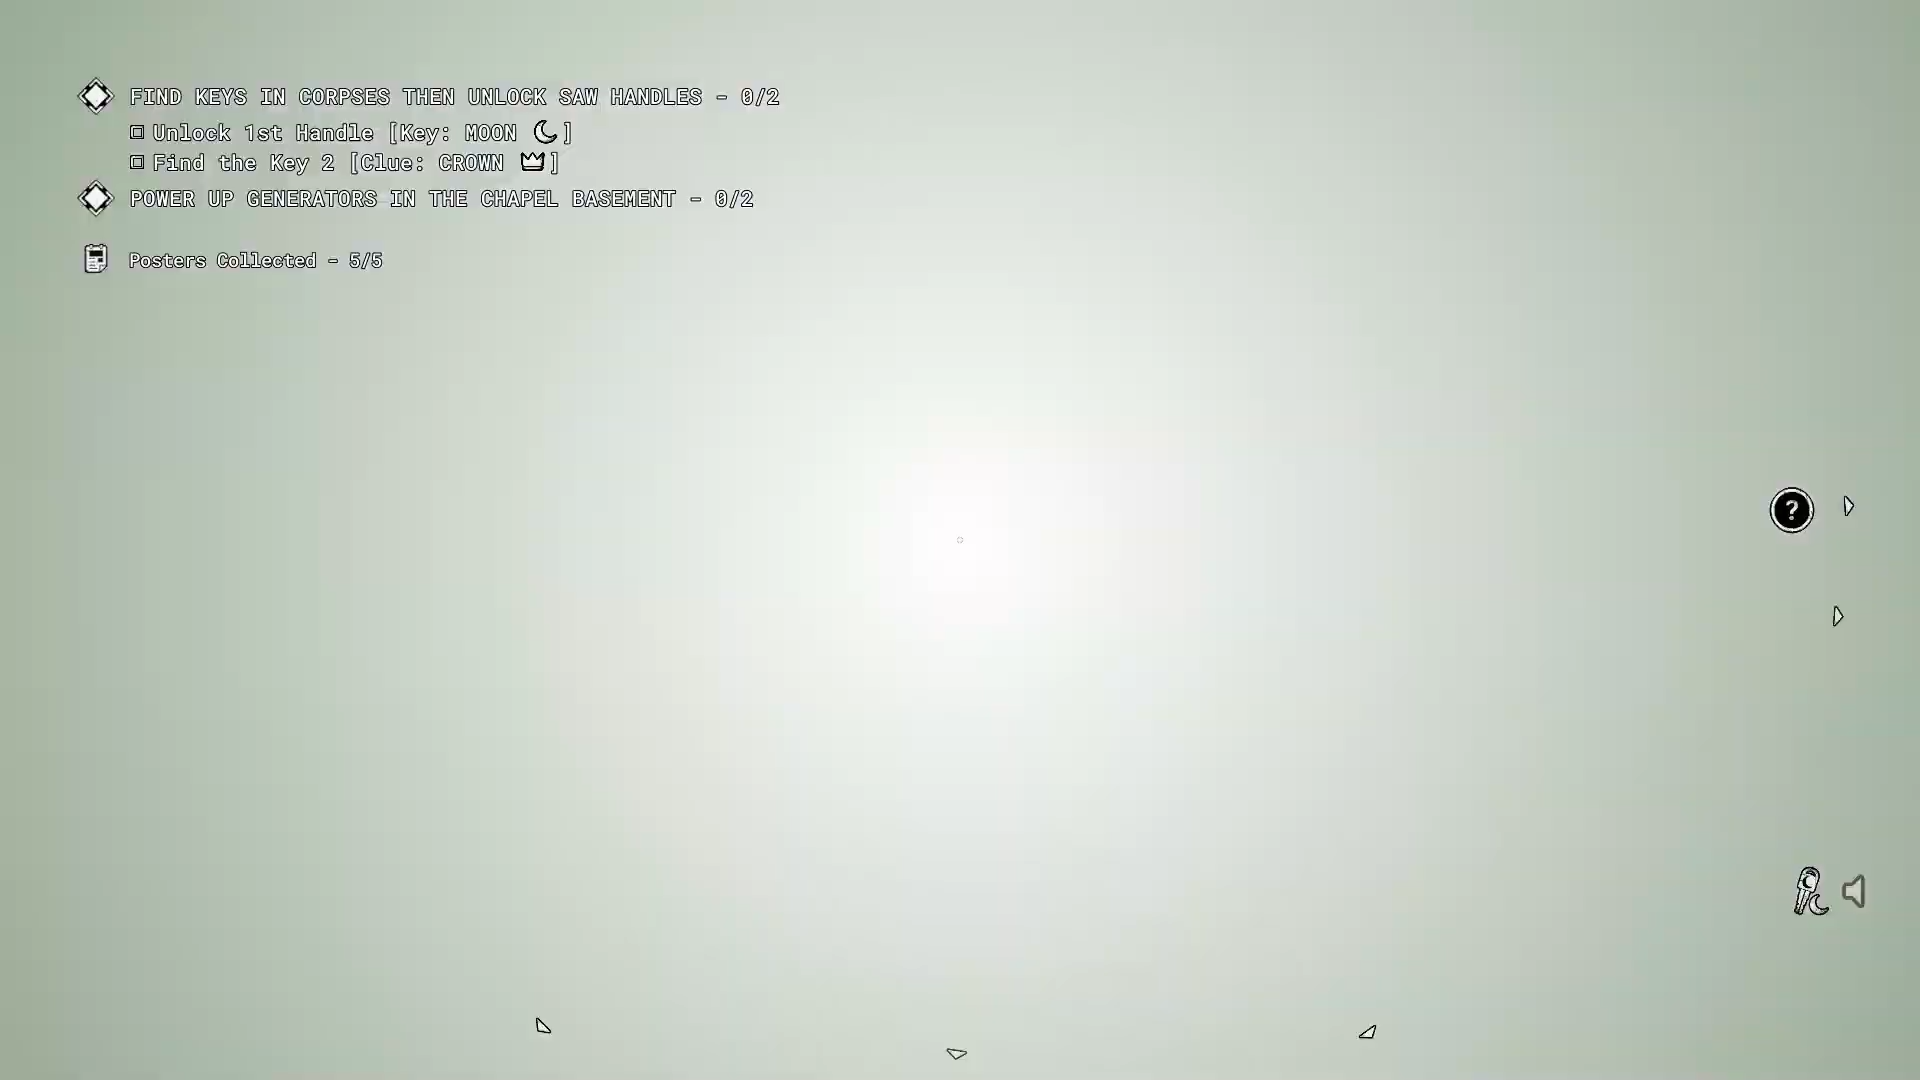 FIND KEYS IN CORPSES THEN UNLOCK SAW HANDLES - 0/2
Unlock 1st Handle [Key: MOON ]
Find the Key 2 [Clue: CROWN ]
POWER UP GENERATORS IN THE CHAPEL BASEMENT - 0/2
Posters Collected - 5/5
?